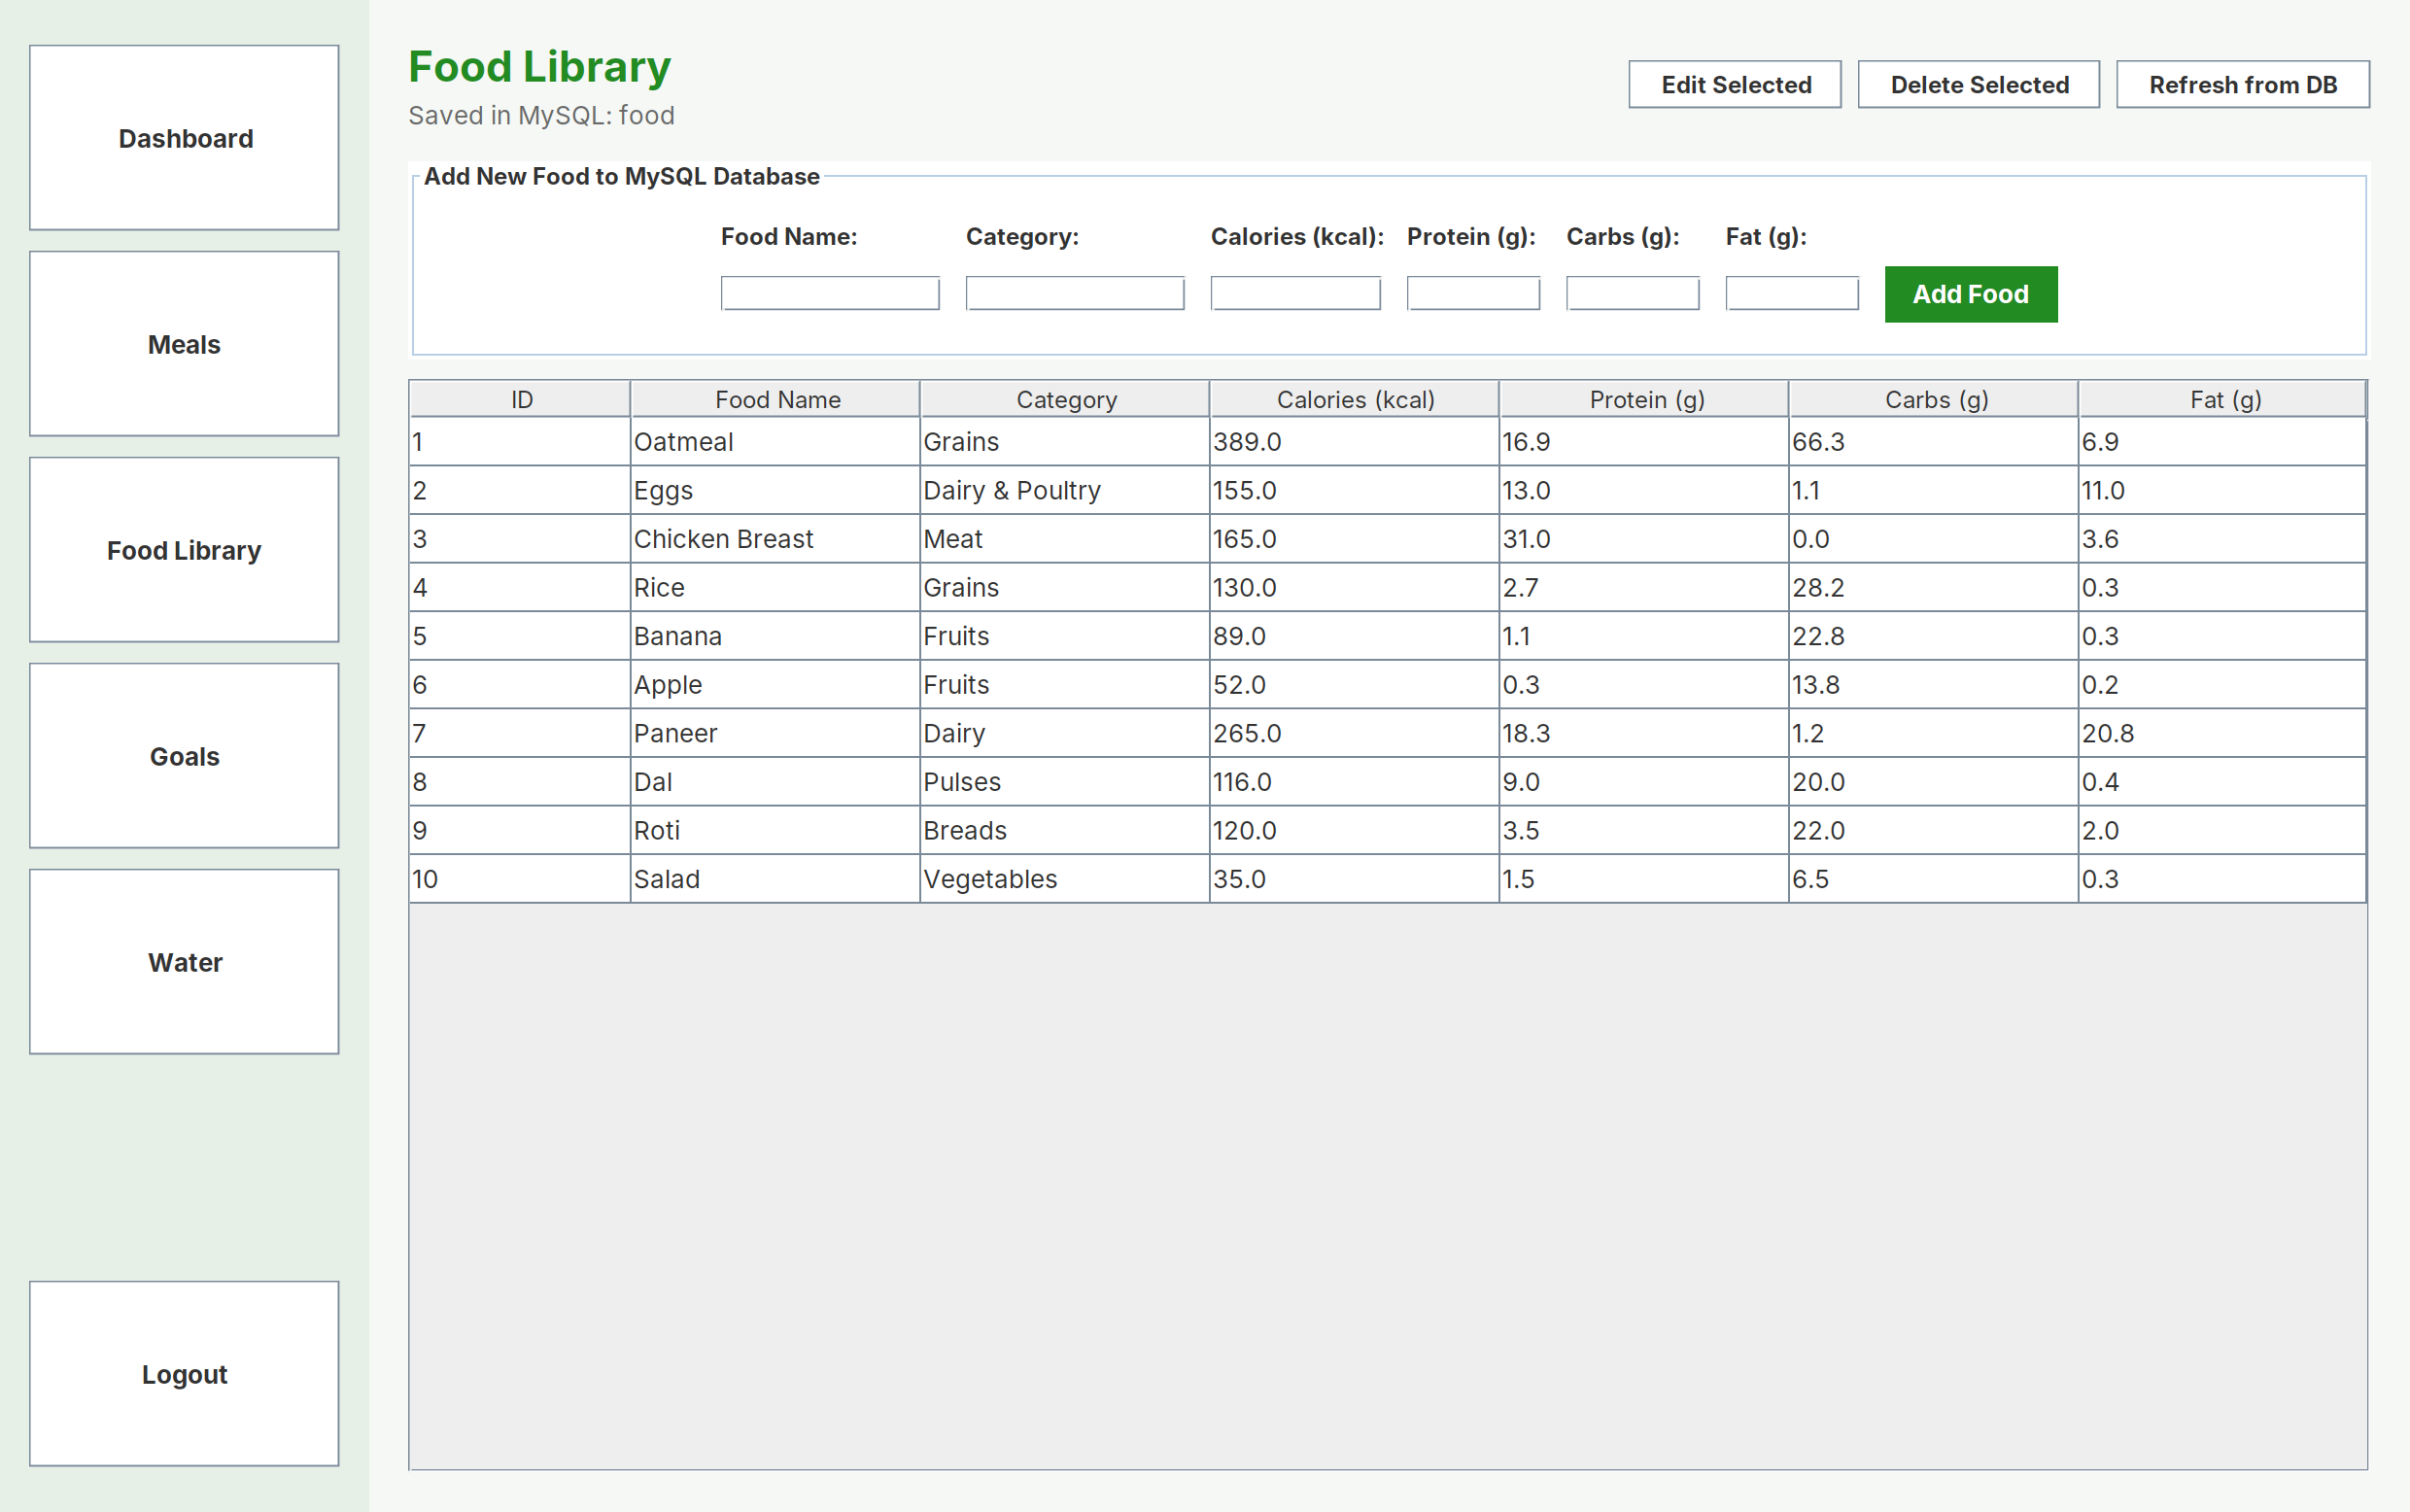 Dashboard
Meals
Food Library
Goals
Water
Logout
Food Library
Saved in MySQL: food
Edit Selected
Delete Selected
Refresh from DB
Add New Food to MySQL Database
Food Name: Category: Calories (kcal): Protein (g): Carbs (g): Fat (g):
Add Food
ID Food Name Category Calories (kcal) Protein (g) Carbs (g) Fat (g)
1 Oatmeal Grains 389.0 16.9 66.3 6.9
2 Eggs Dairy & Poultry 155.0 13.0 1.1 11.0
3 Chicken Breast Meat 165.0 31.0 0.0 3.6
4 Rice Grains 130.0 2.7 28.2 0.3
5 Banana Fruits 89.0 1.1 22.8 0.3
6 Apple Fruits 52.0 0.3 13.8 0.2
7 Paneer Dairy 265.0 18.3 1.2 20.8
8 Dal Pulses 116.0 9.0 20.0 0.4
9 Roti Breads 120.0 3.5 22.0 2.0
10 Salad Vegetables 35.0 1.5 6.5 0.3